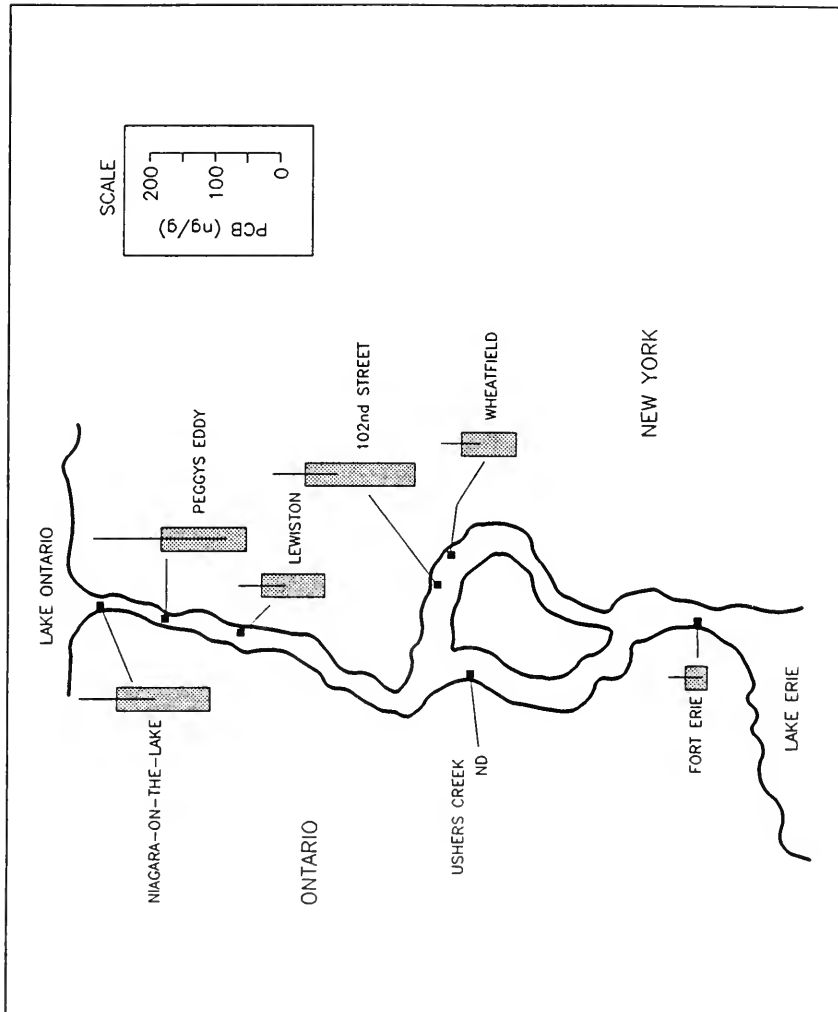 LAKE ONTARIO
NIAGARA-ON-THE-LAKE
PEGGYS EDDY
LEWISTON
ONTARIO
102nd STREET
WHEATFIELD
USHERS CREEK
ND
NEW YORK
FORT ERIE
LAKE ERIE
SCALE
PCB (ng/g)
200
100
0